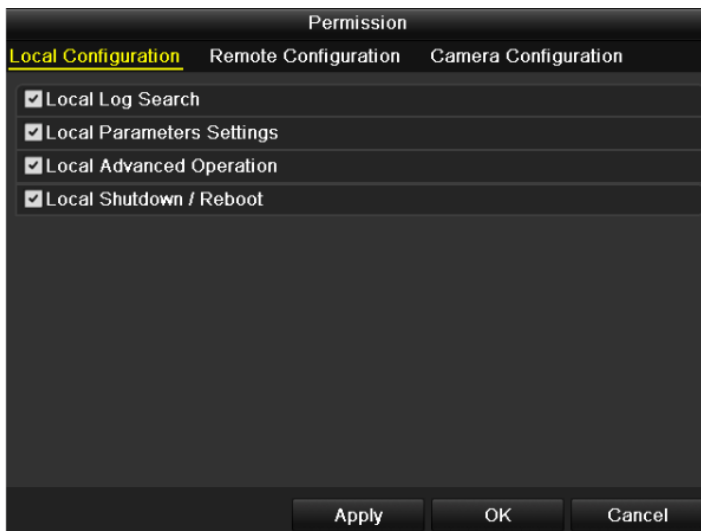 Permission
Local Configuration Remote Configuration Camera Configuration
Local Log Search
Local Parameters Settings
Local Advanced Operation
Local Shutdown / Reboot
Apply OK Cancel